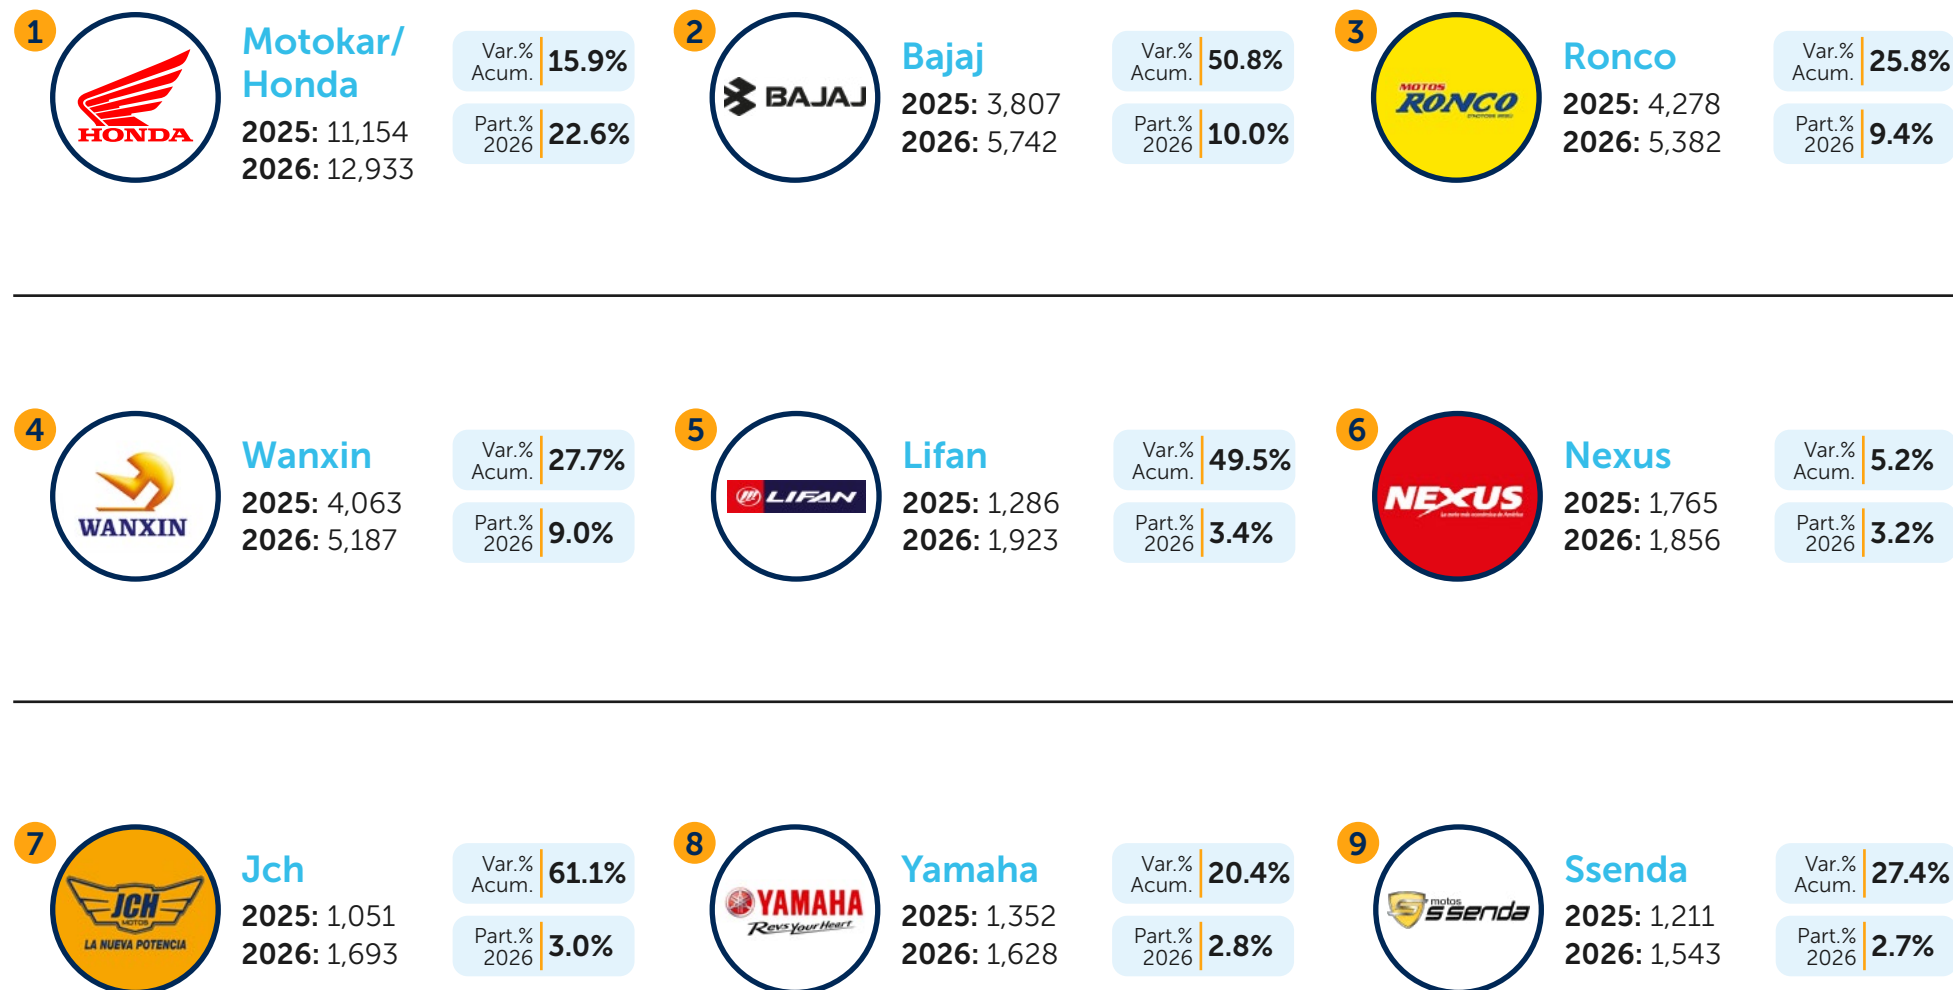 1
HONDA
Motokar/
Honda
2025: 11,154
2026: 12,933
Var.%
Acum.
15.9%
Part.%
2026
22.6%
2
BAJAJ
Bajaj
2025: 3,807
2026: 5,742
Var.%
Acum.
50.8%
Part.%
2026
10.0%
3
MOTOS
RONCO
Ronco
2025: 4,278
2026: 5,382
Var.%
Acum.
25.8%
Part.%
2026
9.4%
4
WANXIN
Wanxin
2025: 4,063
2026: 5,187
Var.%
Acum.
27.7%
Part.%
2026
9.0%
5
LIFAN
Lifan
2025: 1,286
2026: 1,923
Var.%
Acum.
49.5%
Part.%
2026
3.4%
6
NEXUS
La moto más económica de América
Nexus
2025: 1,765
2026: 1,856
Var.%
Acum.
5.2%
Part.%
2026
3.2%
7
JCH
MOTOS
LA NUEVA POTENCIA
Jch
2025: 1,051
2026: 1,693
Var.%
Acum.
61.1%
Part.%
2026
3.0%
8
YAMAHA
Revs Your Heart
Yamaha
2025: 1,352
2026: 1,628
Var.%
Acum.
20.4%
Part.%
2026
2.8%
9
motos
ssenda
Ssenda
2025: 1,211
2026: 1,543
Var.%
Acum.
27.4%
Part.%
2026
2.7%